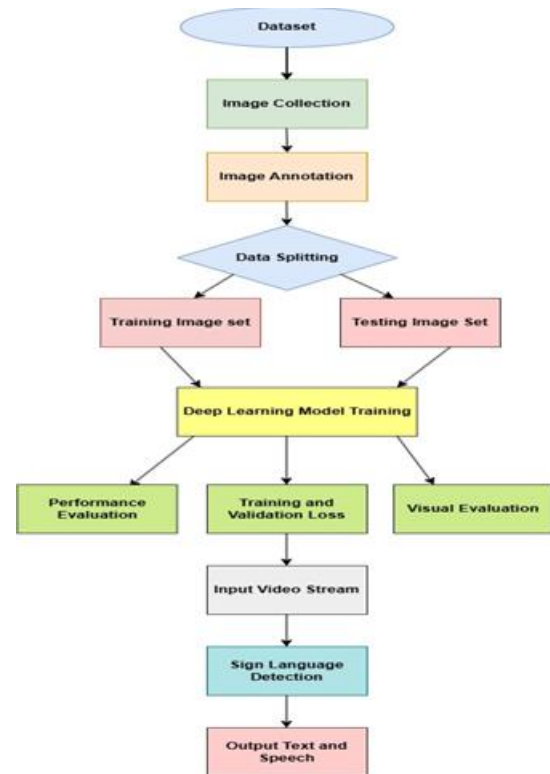 Dataset
Image Collection
Image Annotation
Data Splitting
Training Image set
Testing Image Set
Deep Learning Model Training
Performance
Evaluation
Training and
Validation Loss
Visual Evaluation
Input Video Stream
Sign Language
Detection
Output Text and
Speech